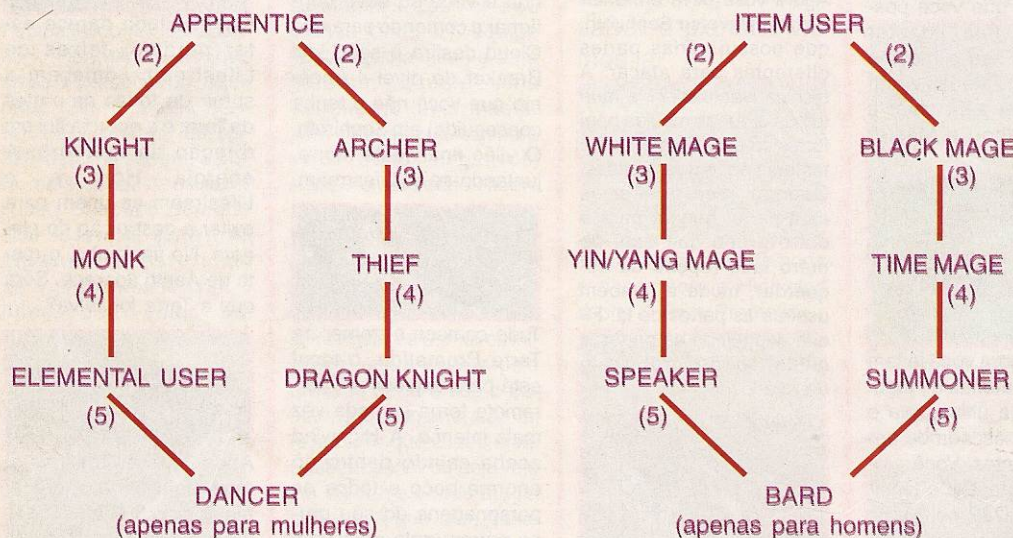 APPRENTICE ITEM USER
(2) (2) (2) (2)
KNIGHT ARCHER WHITE MAGE BLACK MAGE
(3) (3) (3) (3)
MONK THIEF YIN/YANG MAGE TIME MAGE
(4) (4) (4) (4)
ELEMENTAL USER DRAGON KNIGHT SPEAKER SUMMONER
(5) (5) (5) (5)
DANCER BARD
(apenas para mulheres) (apenas para homens)